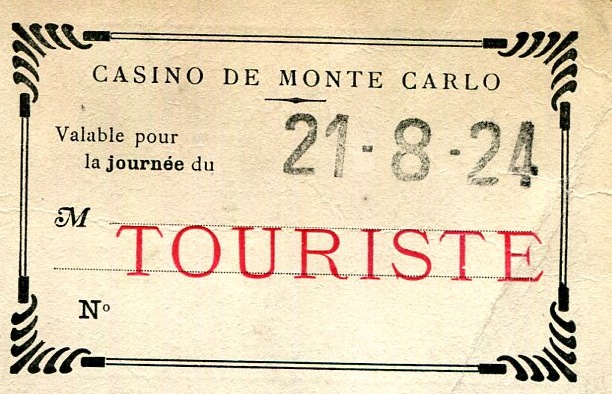 CASINO DE MONTE CARLO
Valable pour
la journée du
21-8-24
M
TOURISTE
No